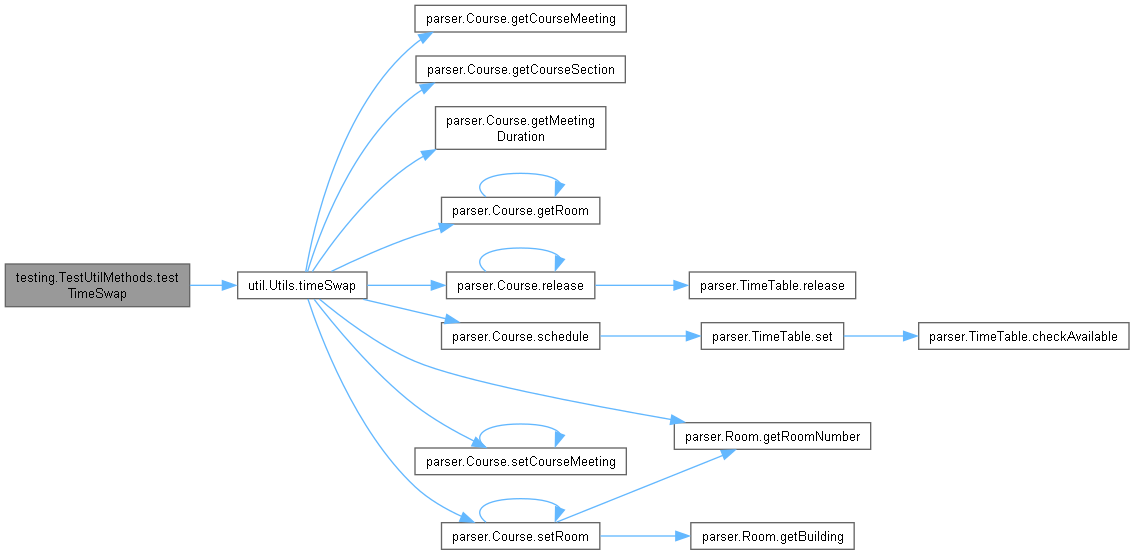 parser.Course.getCourseMeeting
parser.Course.getCourseSection
parser.Course.getMeeting
Duration
parser.Course.getRoom
testing.TestUtilMethods.test
TimeSwap
util.Utils.timeSwap
parser.Course.release
parser.TimeTable.release
parser.Course.schedule
parser.TimeTable.set
parser.TimeTable.checkAvailable
parser.Room.getRoomNumber
parser.Course.setCourseMeeting
parser.Course.setRoom
parser.Room.getBuilding